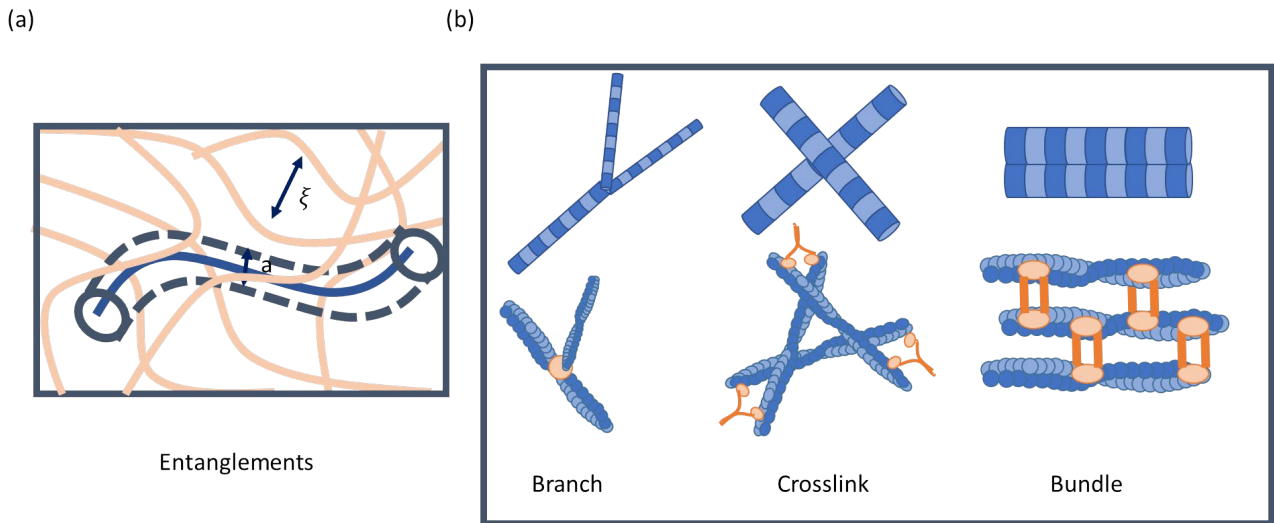 (a)
(b)
ξ
a
Entanglements
Branch
Crosslink
Bundle